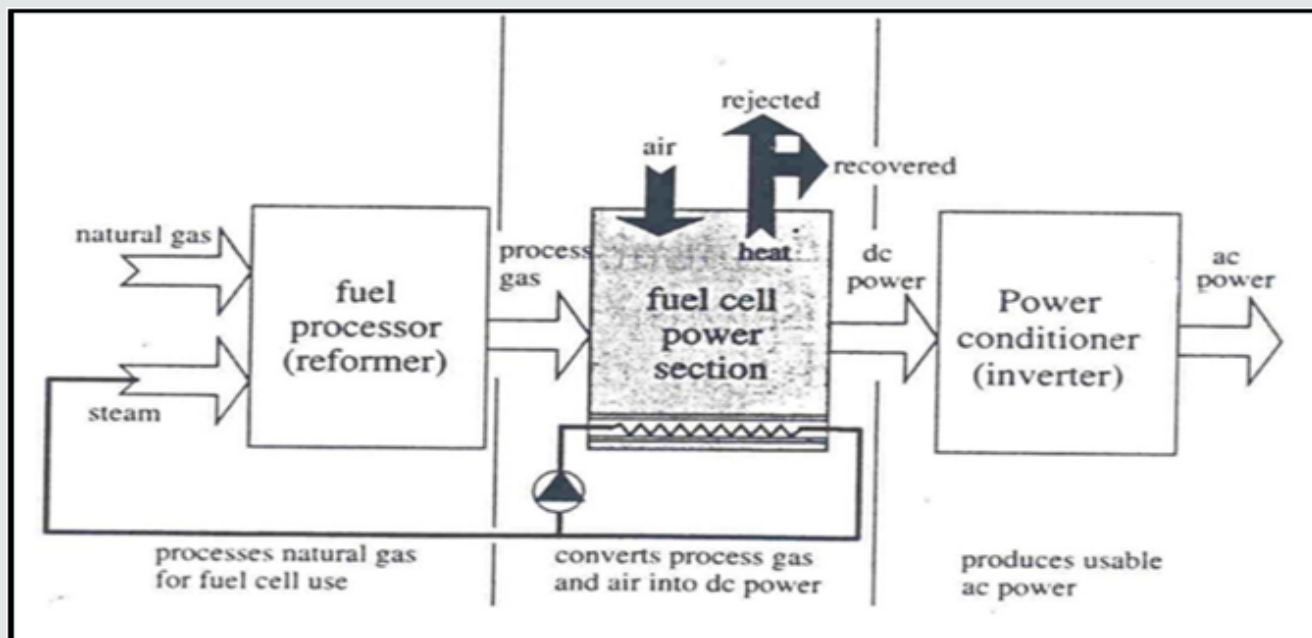 rejected
air
recovered
natural gas
process
gas
heat
dc
power
ac
power
fuel
processor
(reformer)
fuel cell
power
section
Power
conditioner
(inverter)
steam
processes natural gas
for fuel cell use
converts process gas
and air into dc power
produces usable
ac power